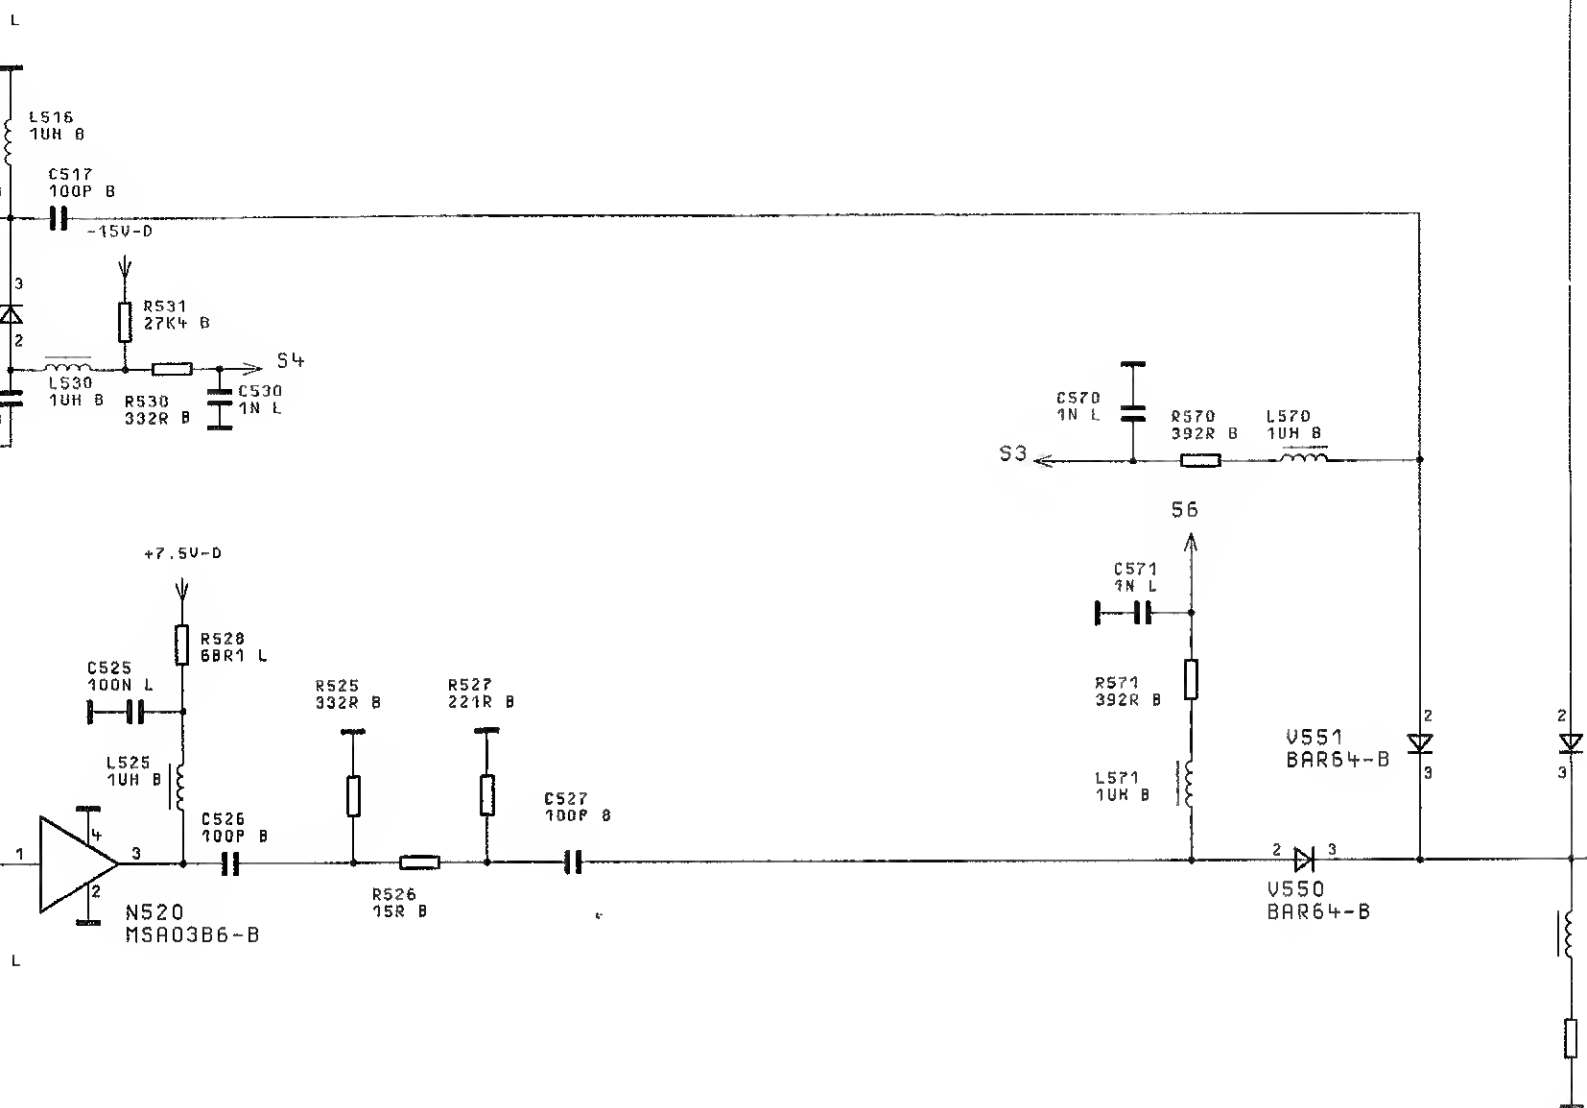 L
L516
1UH B
C517
100P B
-15V-D
3
R531
27K4 B
2
S4
L530
1UH B
R530
332R B
C530
1N L
C570
1N L
R570
392R B
L570
1UH B
S3
S6
+7.5V-D
C571
1N L
R528
68R1 L
C525
100N L
R525
332R B
R527
221R B
R571
392R B
2
2
V551
BAR64-B
3
3
L525
1UH B
L571
1UH B
C527
100P B
C526
100P B
4
1
3
2
2
3
R526
15R B
V550
BAR64-B
N520
MSA0386-B
L